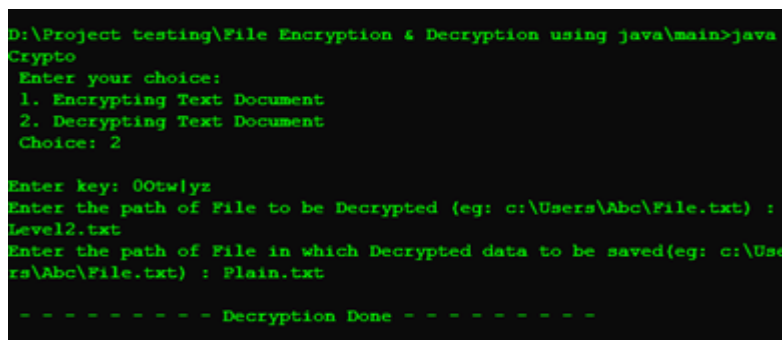 D:\Project testing\File Encryption & Decryption using java\main>java
Crypto
Enter your choice:
1. Encrypting Text Document
2. Decrypting Text Document
Choice: 2
Enter key: 0Otw|yz
Enter the path of File to be Decrypted (eg: c:\Users\Abc\File.txt) :
Level2.txt
Enter the path of File in which Decrypted data to be saved(eg: c:\Use
rs\Abc\File.txt) : Plain.txt
- - - - - - - - - Decryption Done - - - - - - - - -